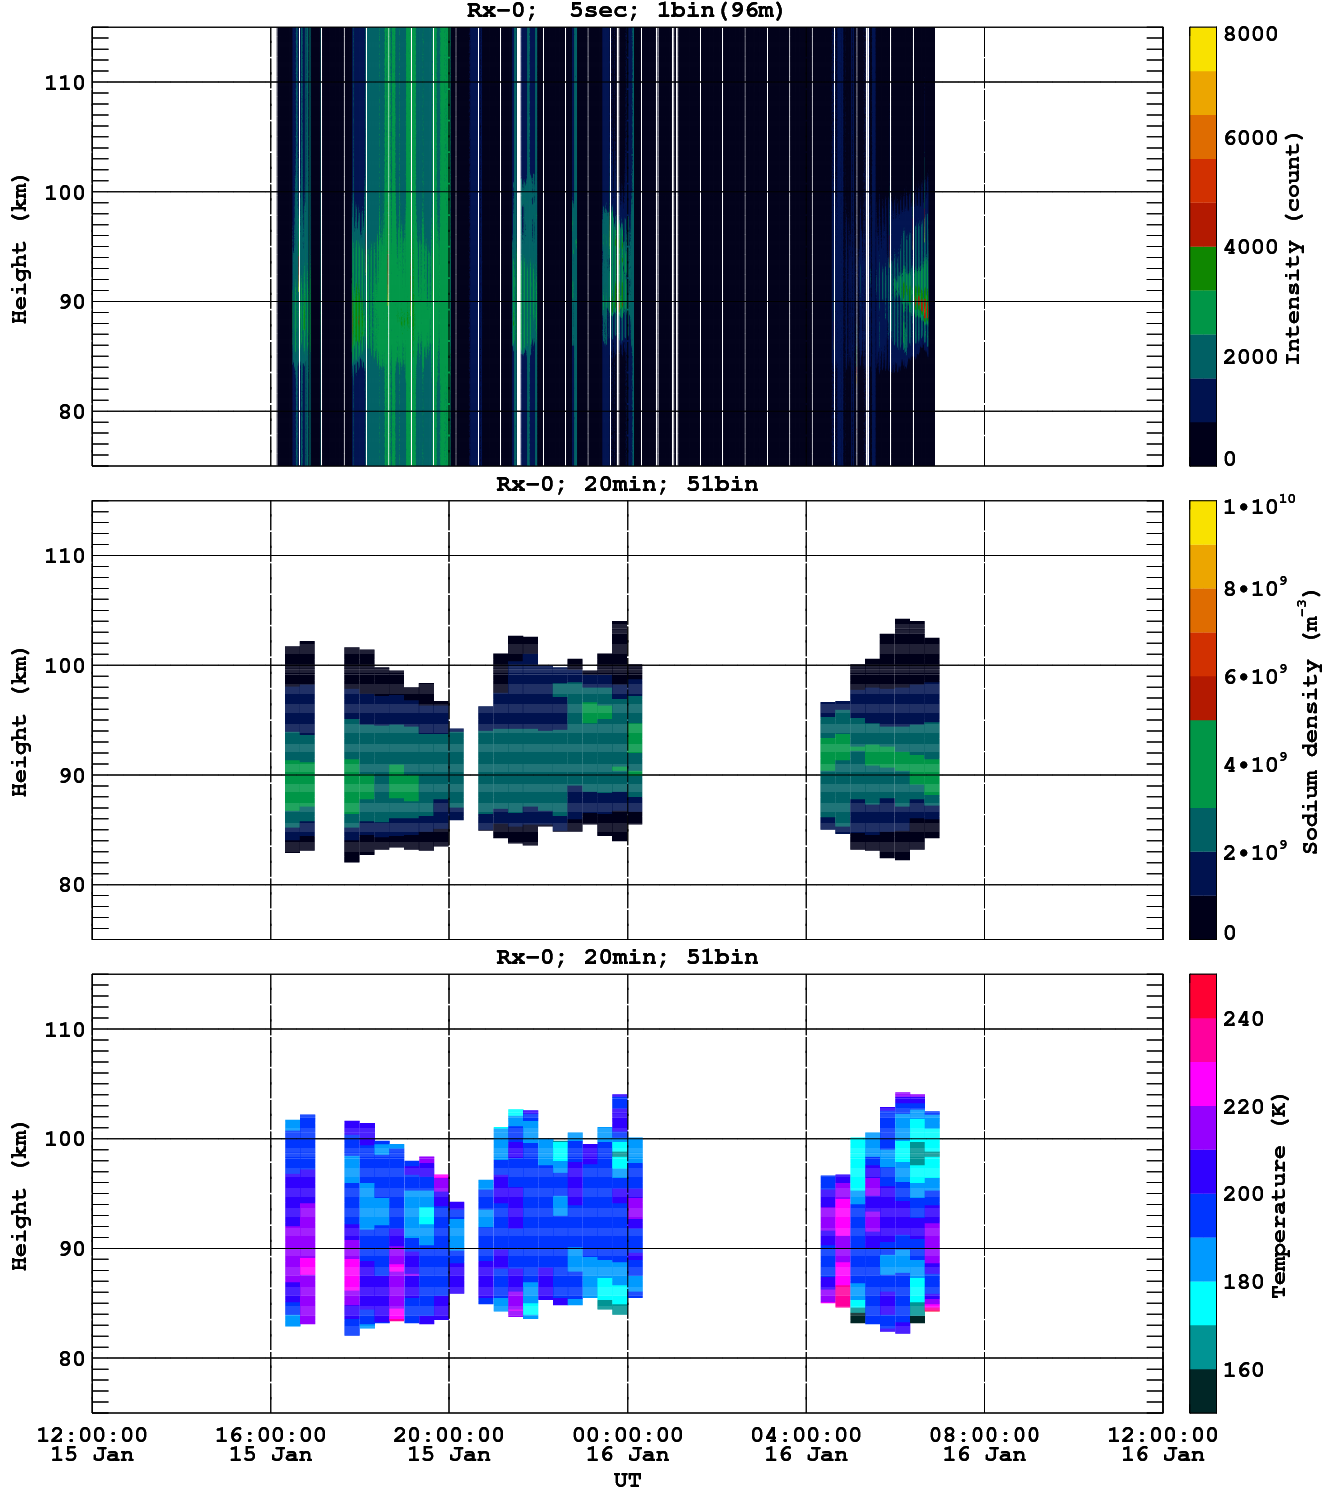 Rx-0;  5sec; 1bin(96m)
110
100
90
80
Height (km)
8000
6000
4000
2000
0
Intensity (count)
Rx-0; 20min; 51bin
110
100
90
80
Height (km)
1•10¹⁰
8•10⁹
6•10⁹
4•10⁹
2•10⁹
0
Sodium density (m⁻³)
Rx-0; 20min; 51bin
110
100
90
80
Height (km)
240
220
200
180
160
Temperature (K)
12:00:00 16:00:00 20:00:00 00:00:00 04:00:00 08:00:00 12:00:00
15 Jan 15 Jan 15 Jan 16 Jan 16 Jan 16 Jan 16 Jan
UT